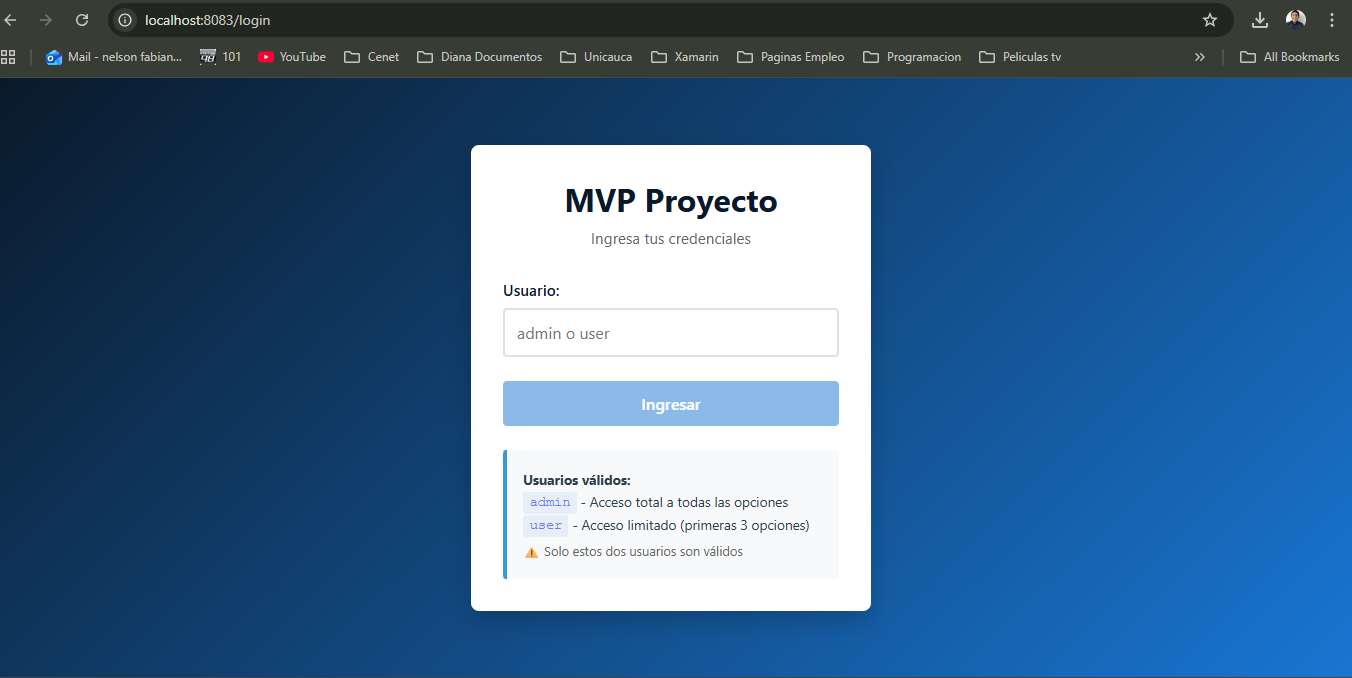 localhost:8083/login
Mail - nelson fabian... 101 YouTube Cenet Diana Documentos Unicauca Xamarin Paginas Empleo Programacion Peliculas tv » All Bookmarks
MVP Proyecto
Ingresa tus credenciales
Usuario:
admin o user
Ingresar
Usuarios válidos:
admin - Acceso total a todas las opciones
user - Acceso limitado (primeras 3 opciones)
⚠️ Solo estos dos usuarios son válidos